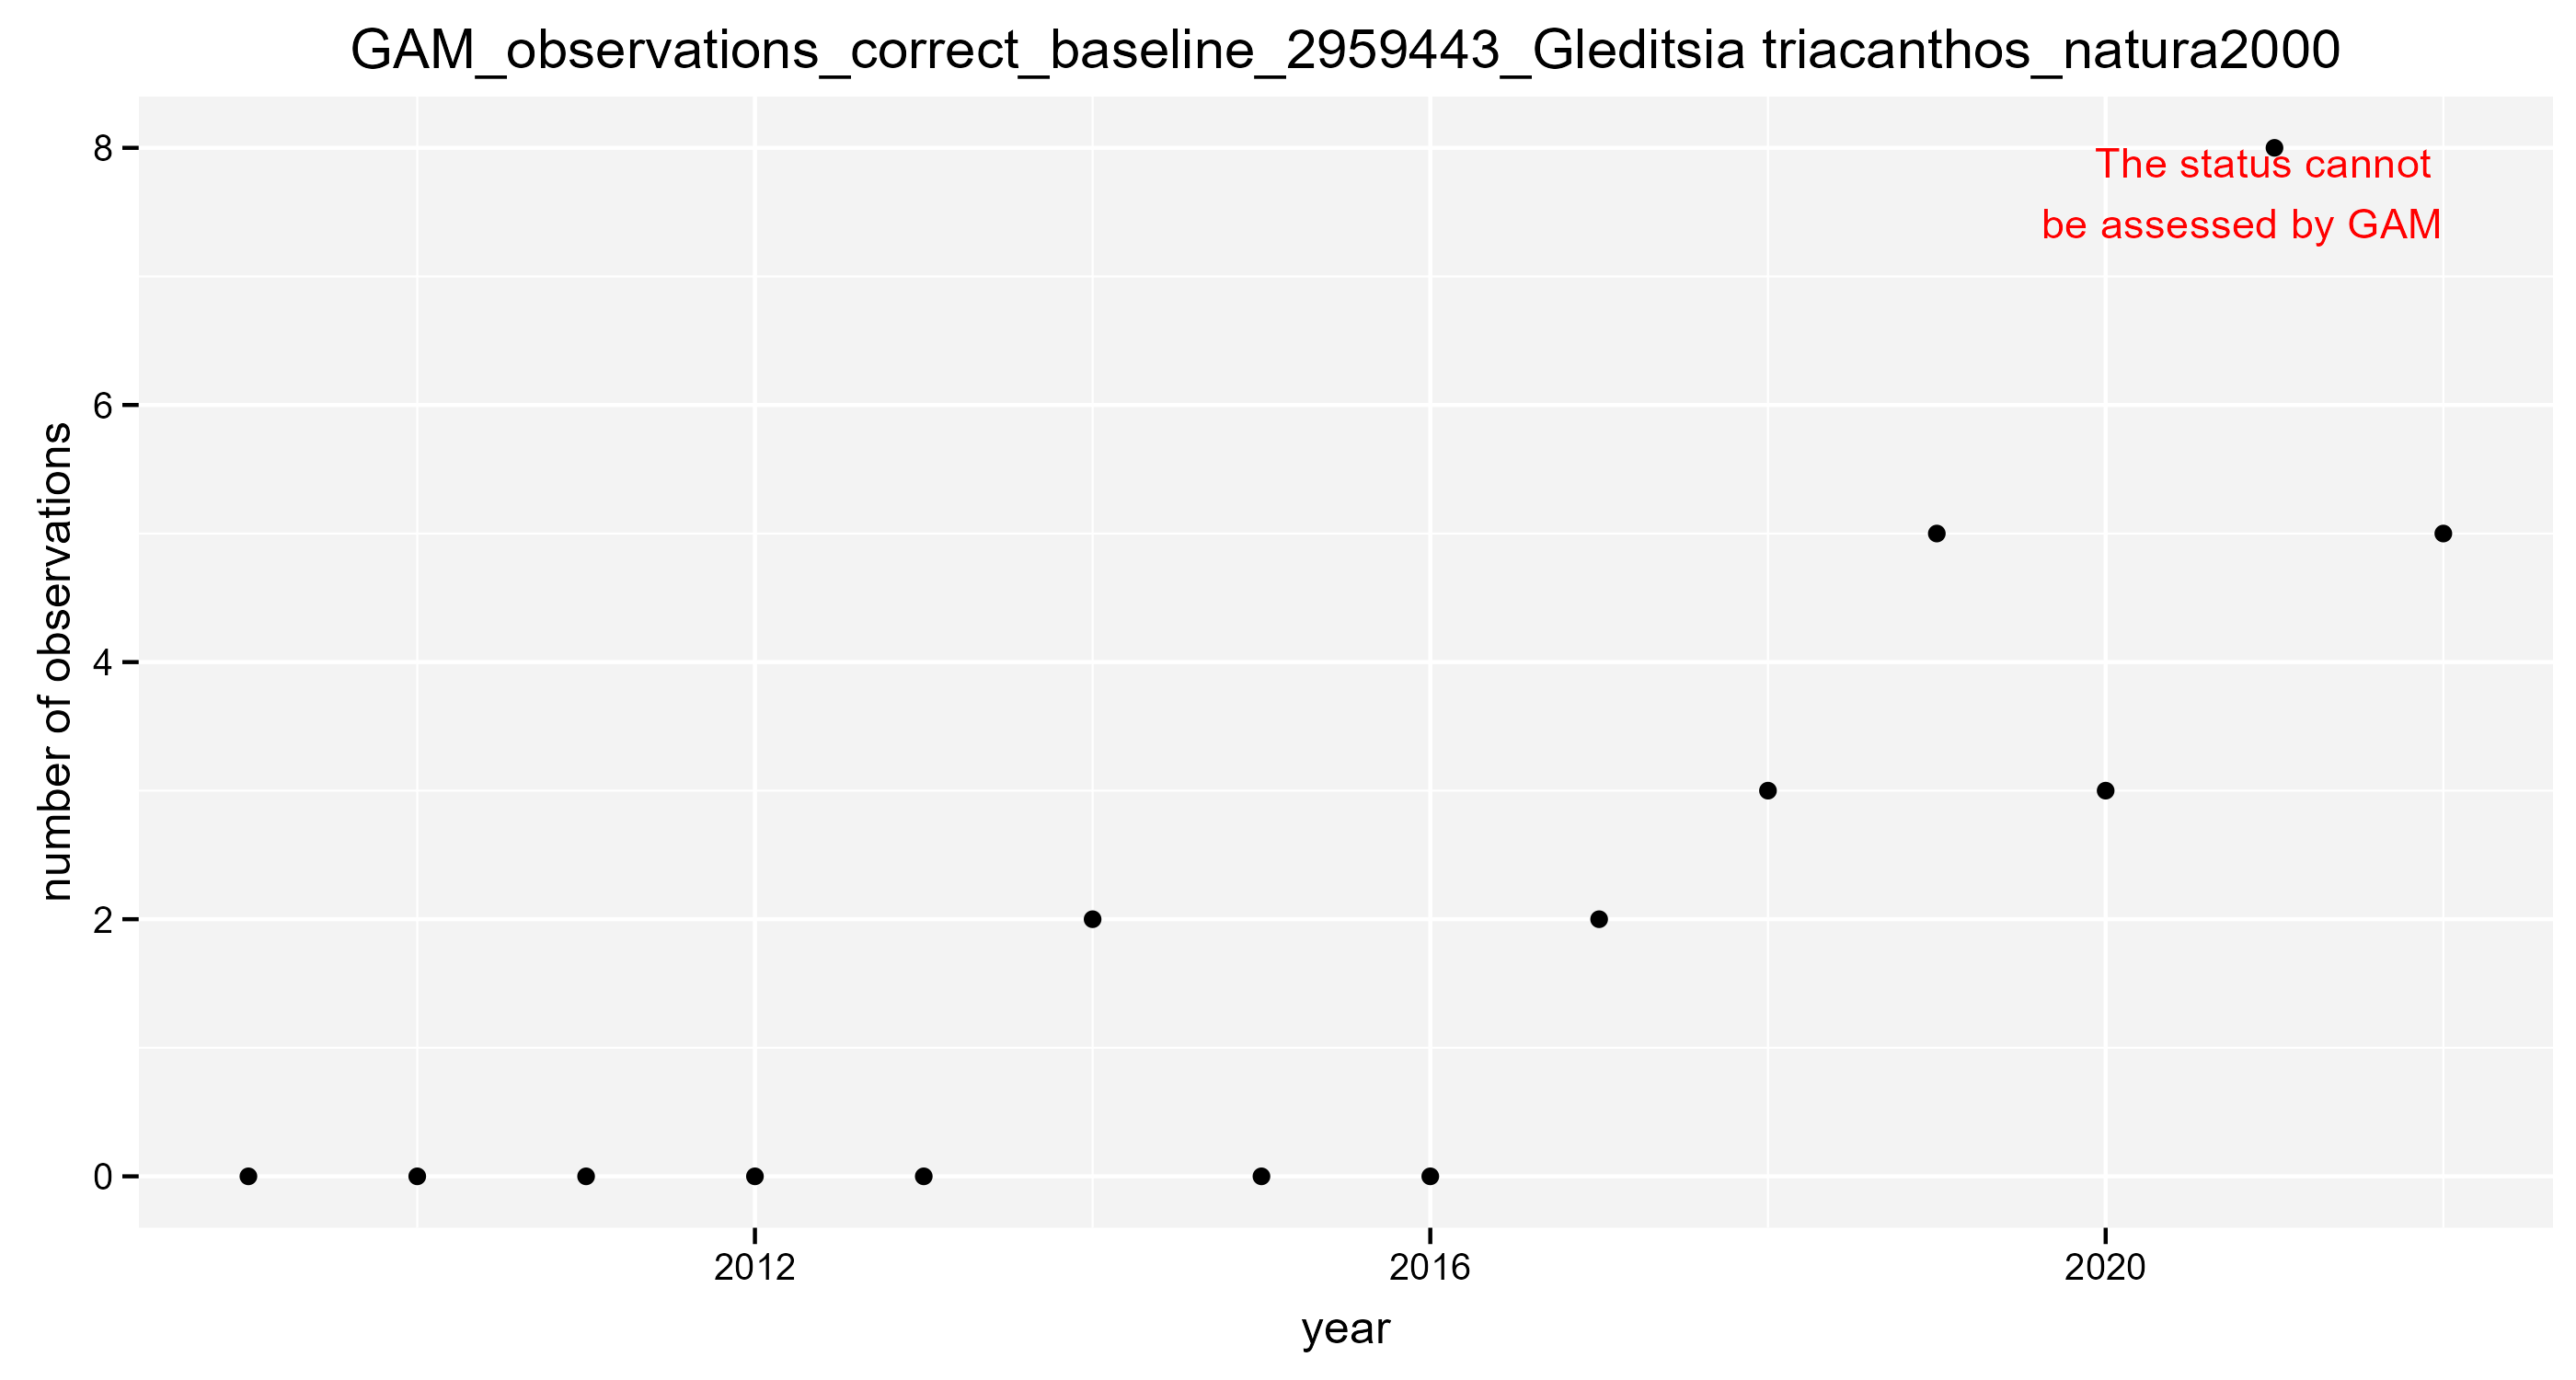 GAM_observations_correct_baseline_2959443_Gleditsia triacanthos_natura2000
8
The status cannot
be assessed by GAM
6
number of observations
4
2
0
2012
2016
2020
year